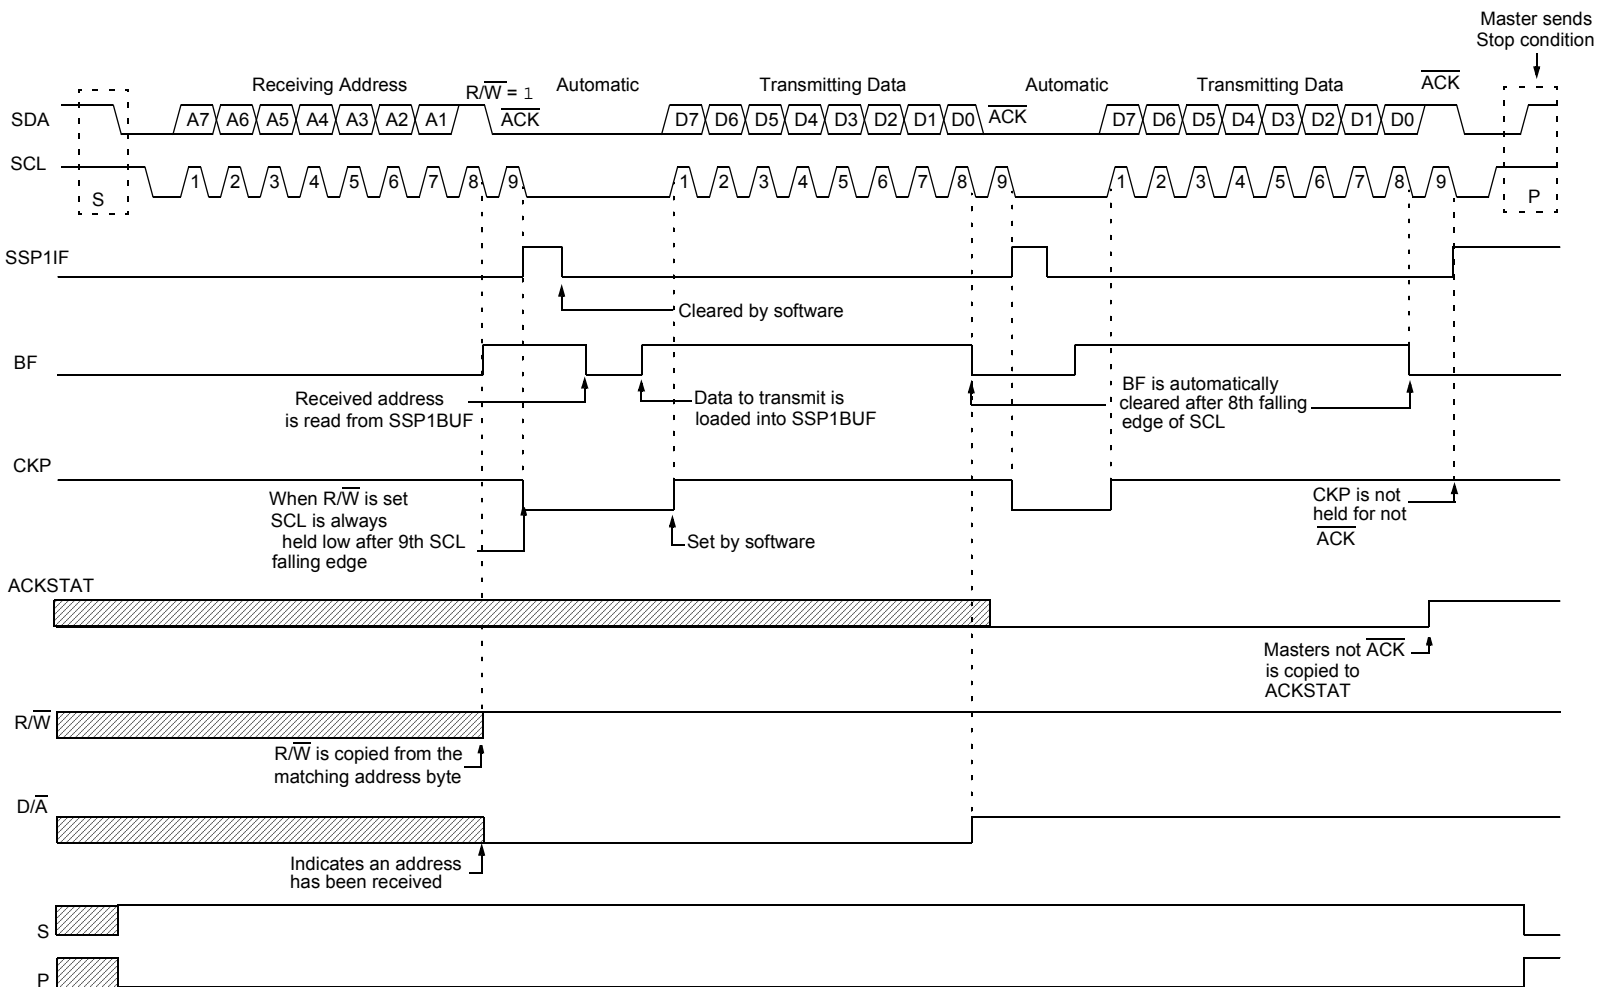 Master sends
Stop condition
Receiving Address
R/W̅ = 1
Automatic
Transmitting Data
Automatic
Transmitting Data
A̅C̅K̅
SDA
A7 A6 A5 A4 A3 A2 A1
A̅C̅K̅
D7 D6 D5 D4 D3 D2 D1 D0
A̅C̅K̅
D7 D6 D5 D4 D3 D2 D1 D0
SCL
1 2 3 4 5 6 7 8 9
1 2 3 4 5 6 7 8 9
1 2 3 4 5 6 7 8 9
S
P
SSP1IF
Cleared by software
BF
Received address
is read from SSP1BUF
Data to transmit is
loaded into SSP1BUF
BF is automatically
cleared after 8th falling
edge of SCL
CKP
When R/W̅ is set
SCL is always
held low after 9th SCL
falling edge
Set by software
CKP is not
held for not
A̅C̅K̅
ACKSTAT
Masters not A̅C̅K̅
is copied to
ACKSTAT
R/W̅
R/W̅ is copied from the
matching address byte
D/A̅
Indicates an address
has been received
S
P